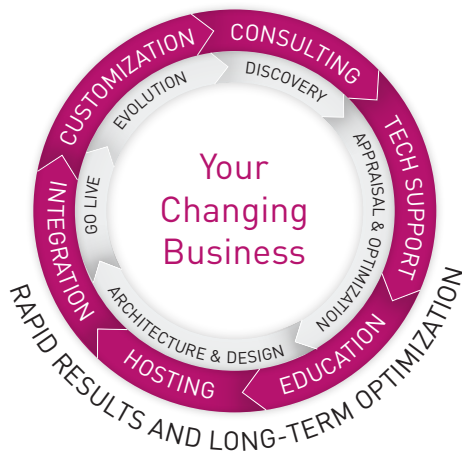 CONSULTING
TECH SUPPORT
EDUCATION
HOSTING
INTEGRATION
CUSTOMIZATION
DISCOVERY
APPRAISAL & OPTIMIZATION
ARCHITECTURE & DESIGN
GO LIVE
EVOLUTION
Your
Changing
Business
RAPID RESULTS AND LONG-TERM OPTIMIZATION